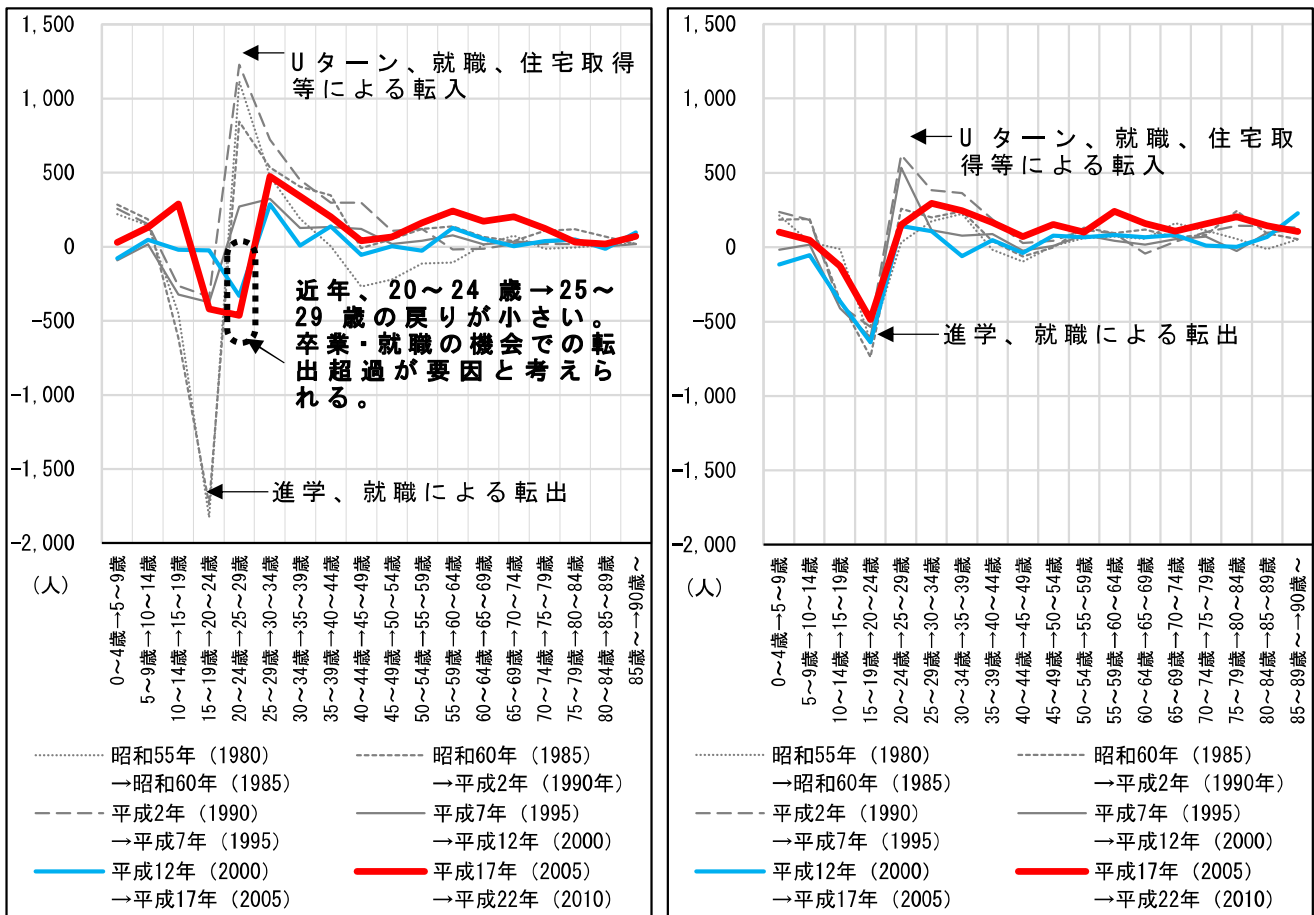 1,500
1,000
500
0
-500
-1,000
-1,500
-2,000
(人)
Uターン、就職、住宅取得
等による転入
近年、20～24 歳→25～
29 歳の戻りが小さい。
卒業・就職の機会での転
出超過が要因と考えら
れる。
進学、就職による転出
0～4歳→5～9歳
5～9歳→10～14歳
10～14歳→15～19歳
15～19歳→20～24歳
20～24歳→25～29歳
25～29歳→30～34歳
30～34歳→35～39歳
35～39歳→40～44歳
40～44歳→45～49歳
45～49歳→50～54歳
50～54歳→55～59歳
55～59歳→60～64歳
60～64歳→65～69歳
65～69歳→70～74歳
70～74歳→75～79歳
75～79歳→80～84歳
80～84歳→85～89歳
85歳～→90歳～
昭和55年（1980）
→昭和60年（1985）
昭和60年（1985）
→平成2年（1990年）
平成2年（1990）
→平成7年（1995）
平成7年（1995）
→平成12年（2000）
平成12年（2000）
→平成17年（2005）
平成17年（2005）
→平成22年（2010）
1,500
1,000
500
0
-500
-1,000
-1,500
-2,000
(人)
Uターン、就職、住宅取
得等による転入
進学、就職による転出
0～4歳→5～9歳
5～9歳→10～14歳
10～14歳→15～19歳
15～19歳→20～24歳
20～24歳→25～29歳
25～29歳→30～34歳
30～34歳→35～39歳
35～39歳→40～44歳
40～44歳→45～49歳
45～49歳→50～54歳
50～54歳→55～59歳
55～59歳→60～64歳
60～64歳→65～69歳
65～69歳→70～74歳
70～74歳→75～79歳
75～79歳→80～84歳
80～84歳→85～89歳
85～89歳～→90歳～
昭和55年（1980）
→昭和60年（1985）
昭和60年（1985）
→平成2年（1990年）
平成2年（1990）
→平成7年（1995）
平成7年（1995）
→平成12年（2000）
平成12年（2000）
→平成17年（2005）
平成17年（2005）
→平成22年（2010）